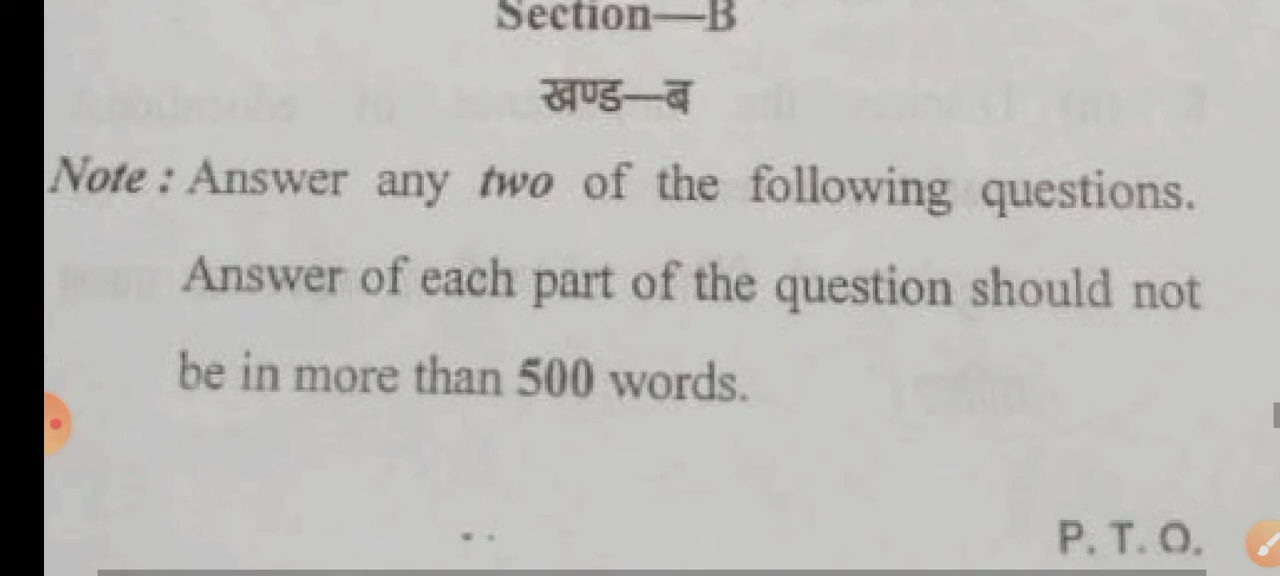 Section—B
खण्ड—ब
Note : Answer any two of the following questions.
Answer of each part of the question should not
be in more than 500 words.
P. T. O.